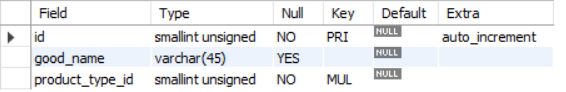 Field Type Null Key Default Extra
id smallint unsigned NO PRI NULL auto_increment
good_name varchar(45) YES NULL
product_type_id smallint unsigned NO MUL NULL